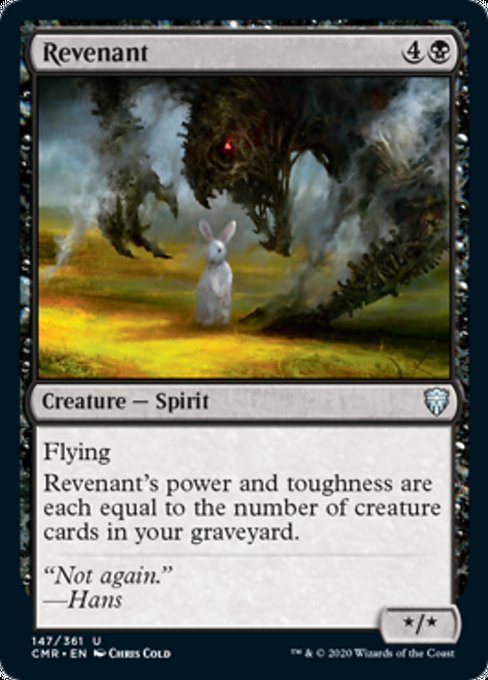 Revenant 4
Creature — Spirit
Flying
Revenant's power and toughness are
each equal to the number of creature
cards in your graveyard.
"Not again."
—Hans
*/*
147/361 U
CMR • EN Chris Cold
™ & © 2020 Wizards of the Coast